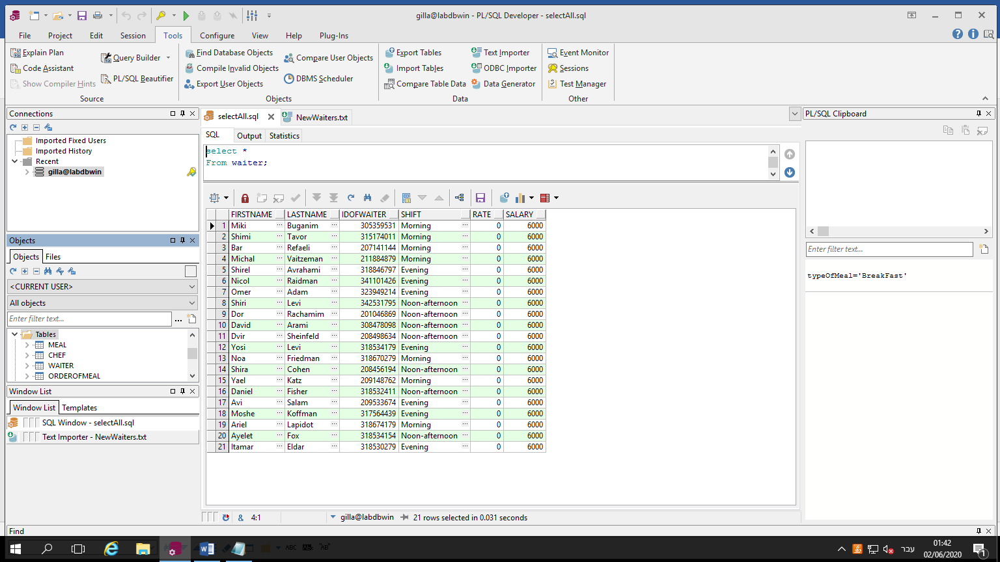 gilla@labdbwin - PL/SQL Developer - selectAll.sql
File Project Edit Session Tools Configure View Help Plug-Ins
Explain Plan
Code Assistant
Show Compiler Hints
Query Builder
PL/SQL Beautifier
Source
Find Database Objects
Compile Invalid Objects
Export User Objects
Compare User Objects
DBMS Scheduler
Objects
Export Tables
Import Tables
Compare Table Data
Text Importer
ODBC Importer
Data Generator
Data
Event Monitor
Sessions
Test Manager
Other
Connections
Imported Fixed Users
Imported History
Recent
gilla@labdbwin
Objects
Objects Files
<CURRENT USER>
All objects
Enter filter text...
Tables
MEAL
CHEF
WAITER
ORDEROFMEAL
Window List
Window List Templates
SQL Window - selectAll.sql
Text Importer - NewWaiters.txt
selectAll.sql NewWaiters.txt
SQL Output Statistics
select *
From waiter;
FIRSTNAME LASTNAME IDOFWAITER SHIFT RATE SALARY
1 Miki Buganim 305359531 Morning 0 6000
2 Shimi Tavor 315174011 Morning 0 6000
3 Bar Refaeli 207141144 Morning 0 6000
4 Michal Vaitzeman 211884879 Morning 0 6000
5 Shirel Avrahami 318846797 Evening 0 6000
6 Nicol Raidman 341101426 Evening 0 6000
7 Omer Adam 323949214 Evening 0 6000
8 Shiri Levi 342531795 Noon-afternoon 0 6000
9 Dor Rachamim 201046869 Noon-afternoon 0 6000
10 David Arami 308478098 Noon-afternoon 0 6000
11 Dvir Sheinfeld 208498634 Noon-afternoon 0 6000
12 Yosi Levi 318534179 Evening 0 6000
13 Noa Friedman 318670279 Morning 0 6000
14 Shira Cohen 208456194 Noon-afternoon 0 6000
15 Yael Katz 209148762 Morning 0 6000
16 Daniel Fisher 318532411 Noon-afternoon 0 6000
17 Avi Salam 209533674 Evening 0 6000
18 Moshe Koffman 317564439 Evening 0 6000
19 Ariel Lapidot 318674179 Morning 0 6000
20 Ayelet Fox 318534154 Noon-afternoon 0 6000
21 Itamar Eldar 318530279 Evening 0 6000
& 4:1 gilla@labdbwin 21 rows selected in 0.031 seconds
PL/SQL Clipboard
Enter filter text...
typeOfMeal='BreakFast'
Find
ABC "AB"
עבר
01:42
02/06/2020
1